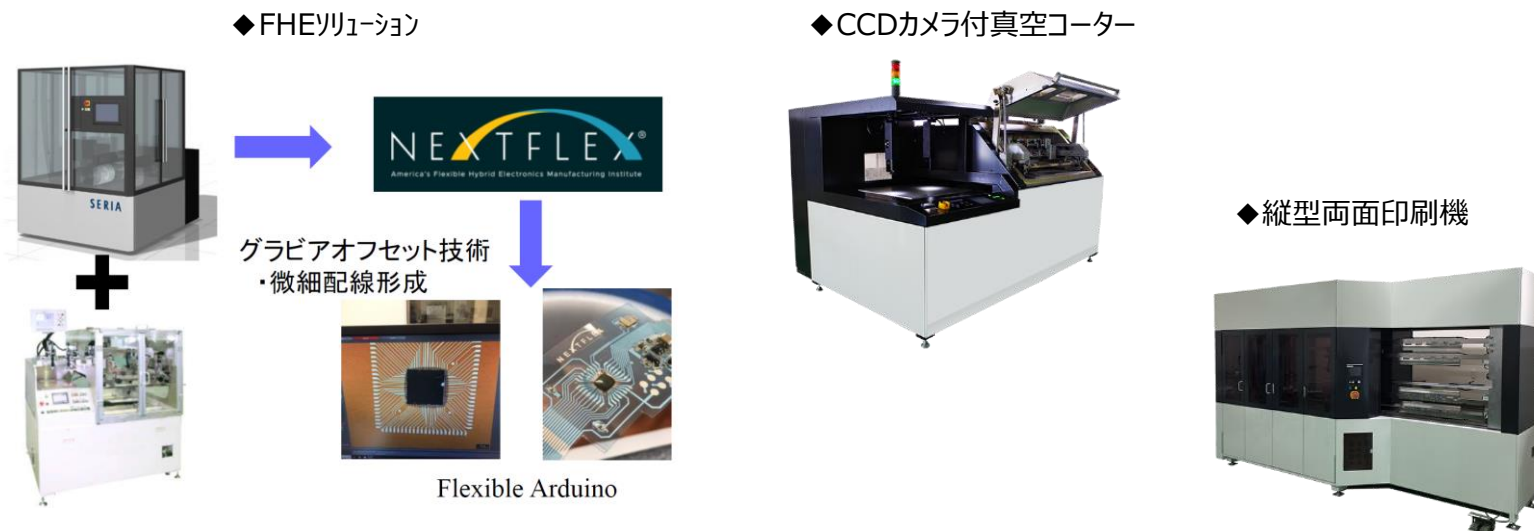 ◆FHEソリューション
◆CCDカメラ付真空コーター
SERIA
NEXTFLEX®
America's Flexible Hybrid Electronics Manufacturing Institute
◆縦型両面印刷機
グラビアオフセット技術
・微細配線形成
NEXTFLEX
Flexible Arduino